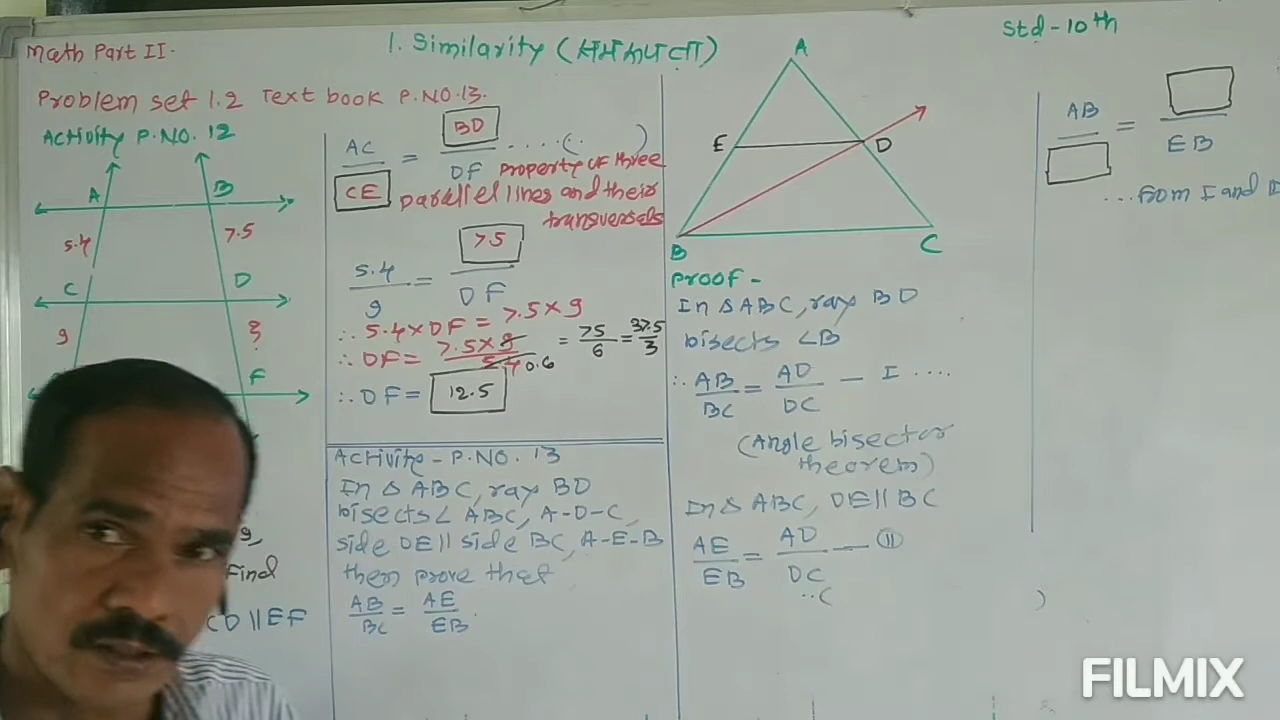 Math Part II-
1. Similarity (समरूपता)
Std-10th
Problem set 1.2 Text book P.NO.13.
Activity P.NO. 12
A
B
5.4
7.5
C
D
9
?
F
9,
Find
CD || EF
AC = BD ....( )
CE DF Property of three
parallel lines and their
transversals
5.4 = 75
9 DF
∴ 5.4×DF = 7.5×9
∴ DF = 7.5×9 = 75 = 37.5
5.4 0.6 6 3
∴ DF = 12.5
Activite - P.NO. 13
In △ ABC, ray BD
bisects ∠ ABC, A-D-C,
side DE || side BC, A-E-B
then prove that
AB = AE
BC EB
A
E
D
B
C
Proof -
In △ ABC, ray BD
bisects ∠B
∴ AB = AD — I ....
BC DC
(Angle bisector
theorem)
In △ ABC, DE || BC
AE = AD — (II)
EB DC
..( )
AB =
EB
...from I and II
FILMIX